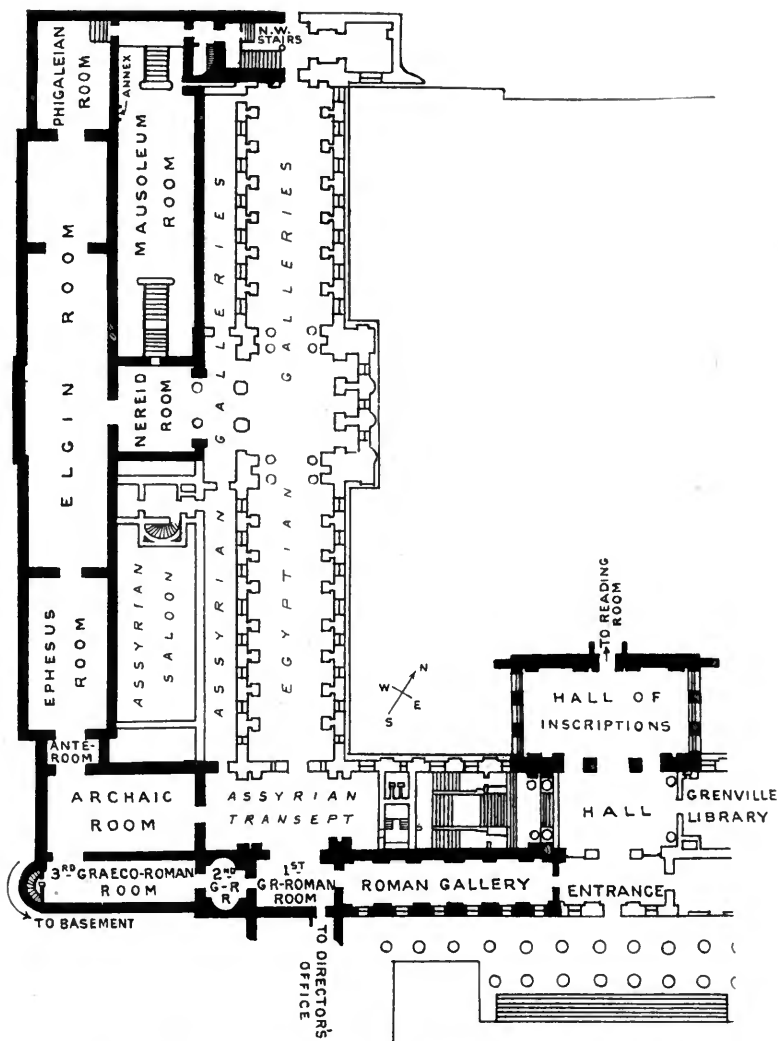 N.W.
STAIRS
PHIGALEIAN
ROOM
ANNEX
MAUSOLEUM
ROOM
ELGIN ROOM
NEREID
ROOM
ASSYRIAN GALLERIES
EGYPTIAN GALLERIES
ASSYRIAN
SALOON
EPHESUS
ROOM
ANTE-
ROOM
ARCHAIC
ROOM
ASSYRIAN
TRANSEPT
N
W
E
S
TO READING
ROOM
HALL OF
INSCRIPTIONS
HALL
GRENVILLE
LIBRARY
3RD GRAECO-ROMAN
ROOM
2ND
G-R
R
1ST
GR-ROMAN
ROOM
ROMAN GALLERY
ENTRANCE
TO BASEMENT
TO DIRECTOR'S
OFFICE